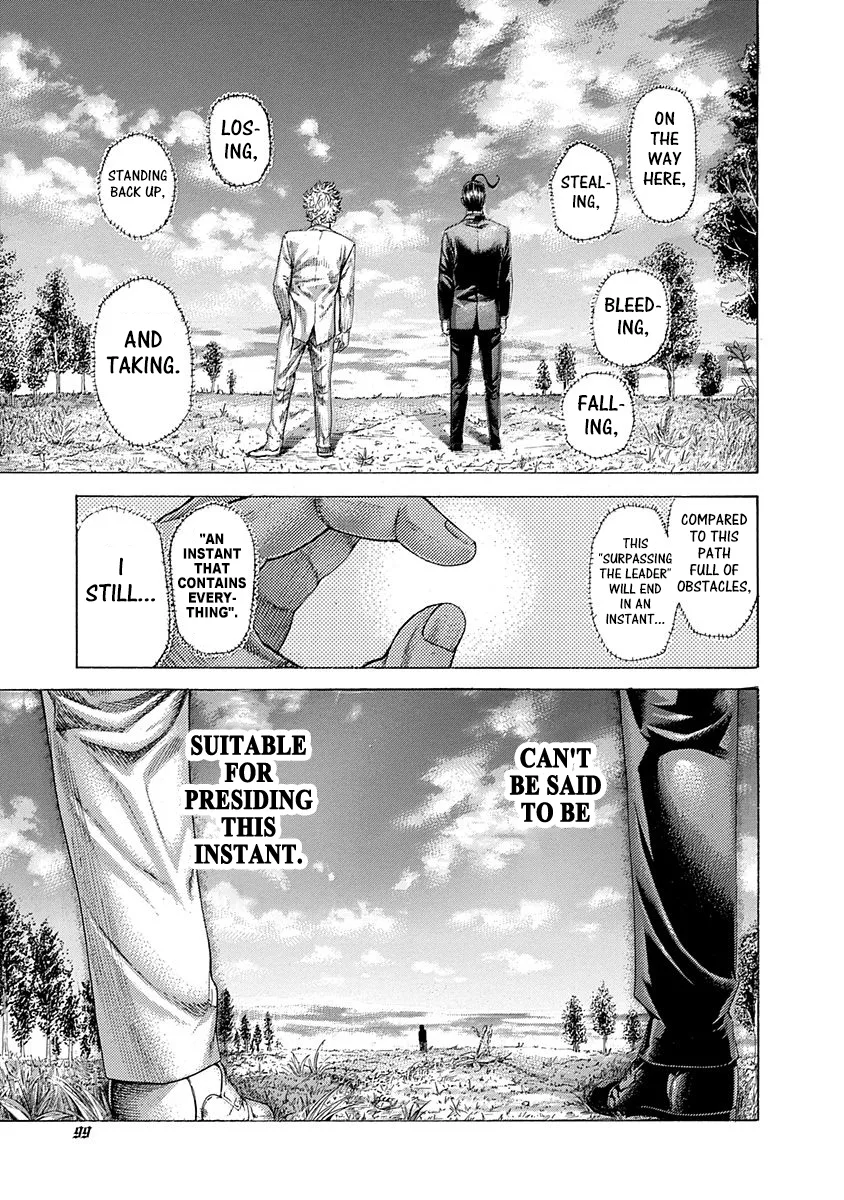 ON
THE
WAY
HERE,
STEAL-
ING,
BLEED-
ING,
FALL-
ING,
LOS-
ING,
STANDING
BACK UP,
AND
TAKING.
COMPARED
TO THIS
PATH
FULL OF
OBSTACLES,
THIS
"SURPASSING
THE LEADER"
WILL END
IN AN
INSTANT...
"AN
INSTANT
THAT
CONTAINS
EVERY-
THING".
I
STILL...
CAN'T
BE SAID
TO BE
SUITABLE
FOR
PRESIDING
THIS
INSTANT.
99